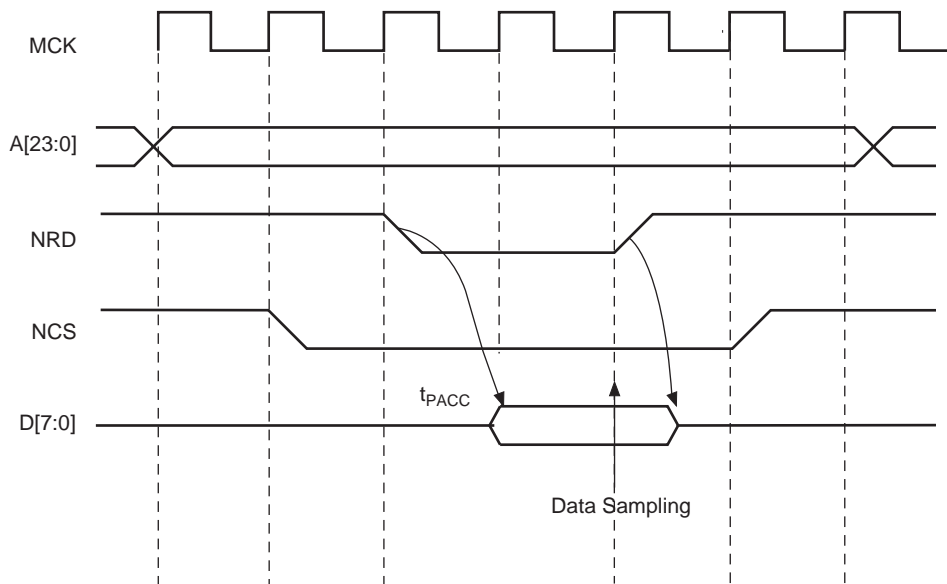 MCK
A[23:0]
NRD
NCS
tPACC
D[7:0]
Data Sampling